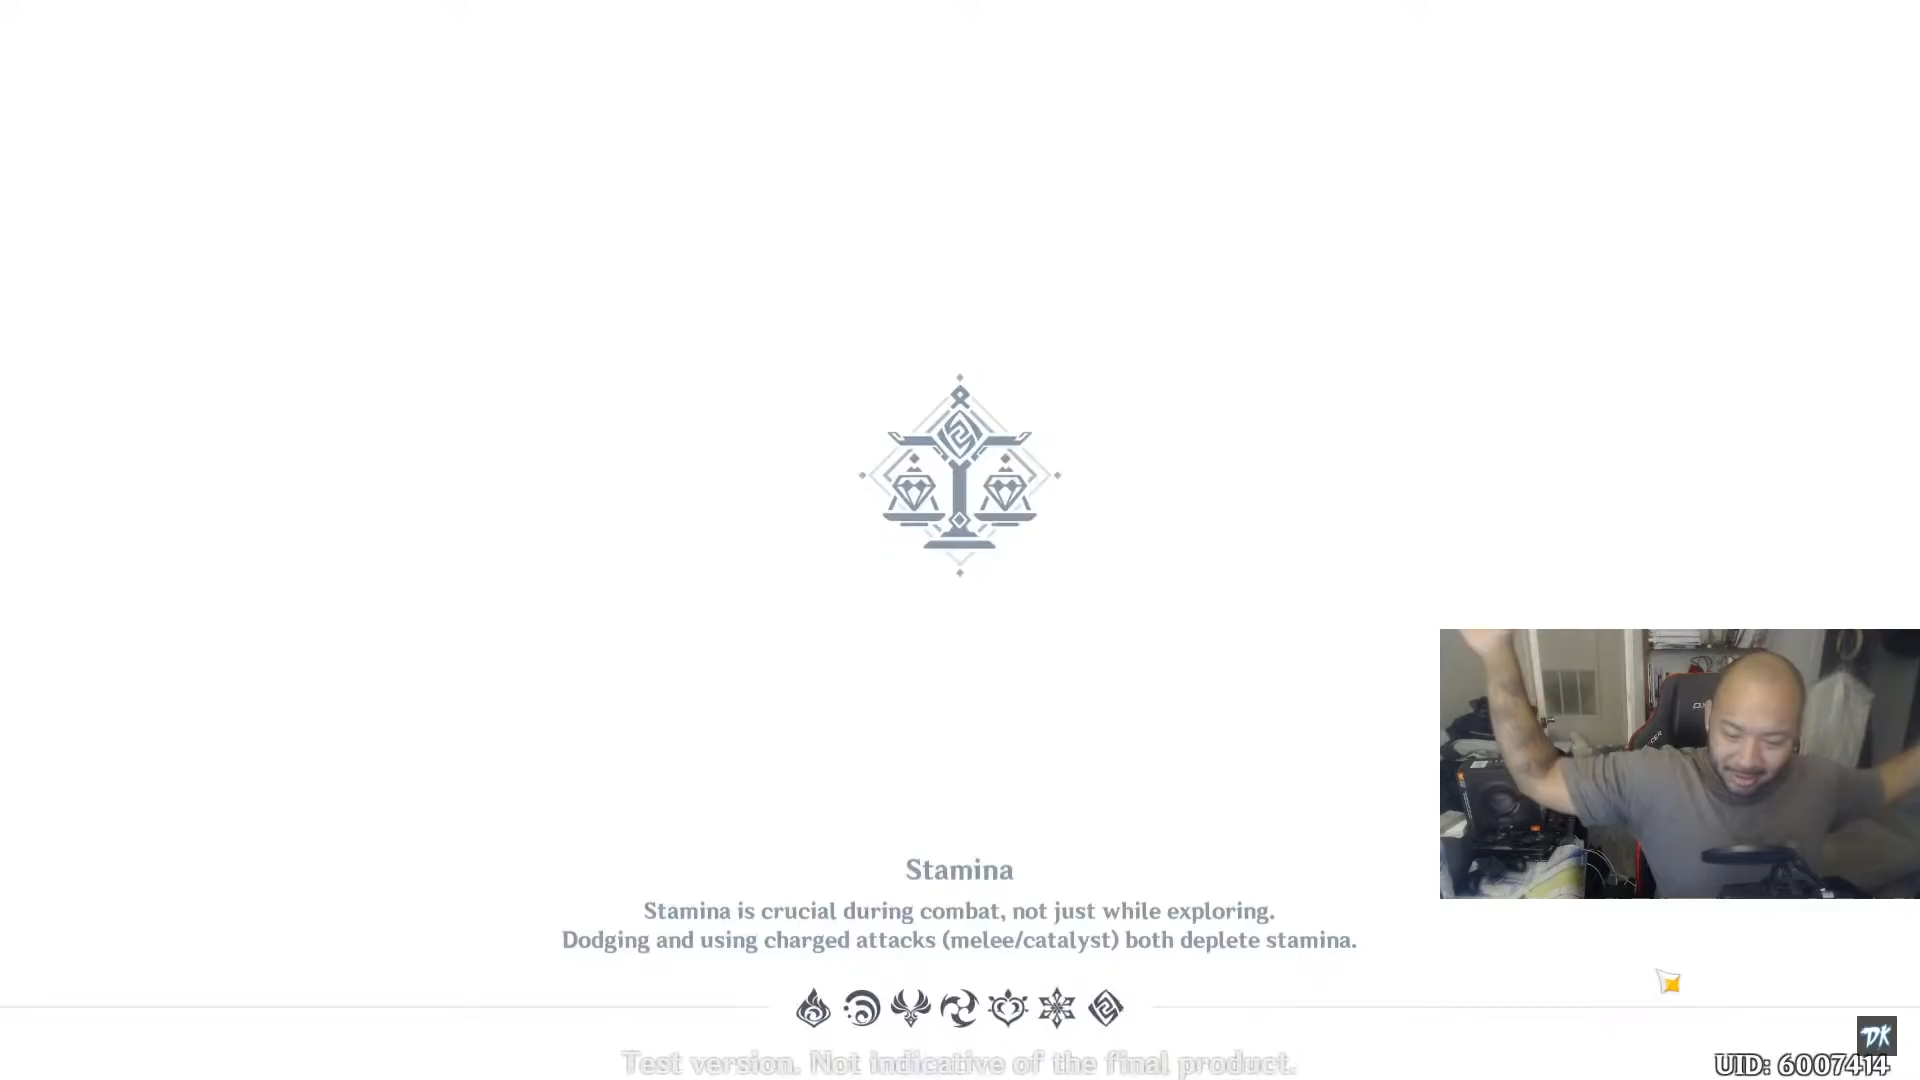 Stamina
Stamina is crucial during combat, not just while exploring.
Dodging and using charged attacks (melee/catalyst) both deplete stamina.
Test version. Not indicative of the final product.
DK
UID: 6007414